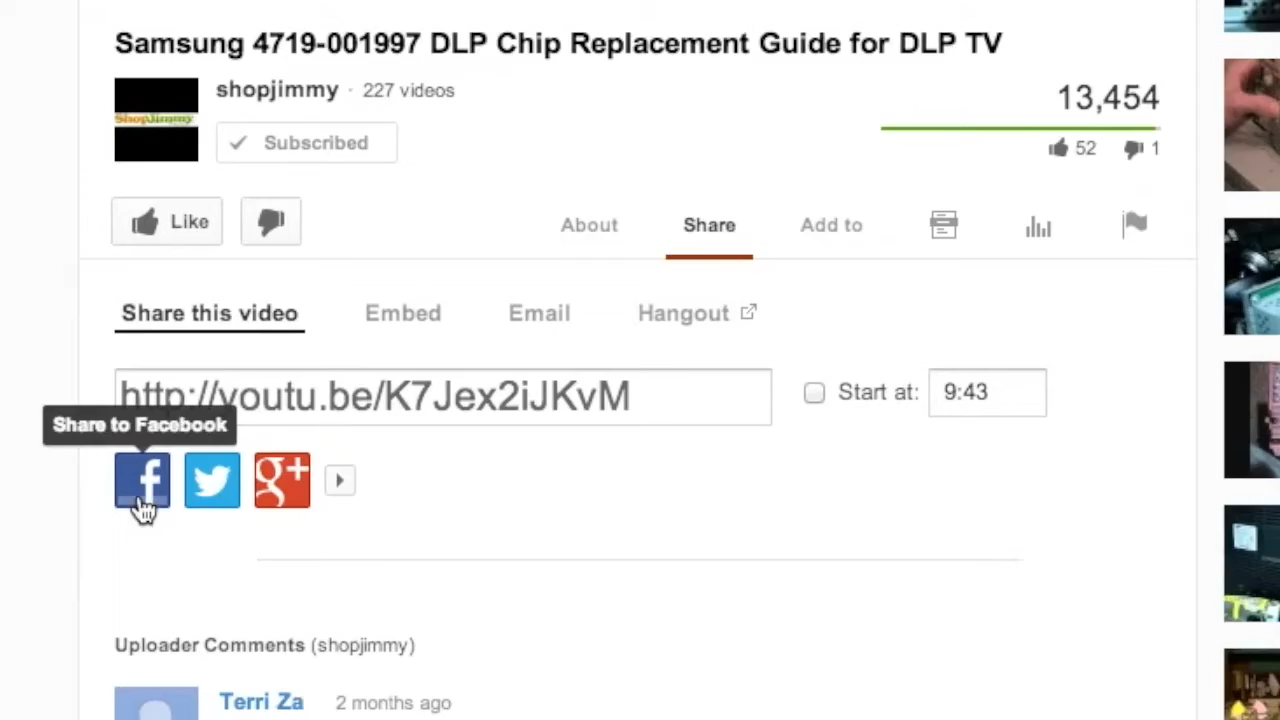 Samsung 4719-001997 DLP Chip Replacement Guide for DLP TV
shopjimmy · 227 videos
ShopJimmy
Subscribed
13,454
52 1
Like
About Share Add to
Share this video Embed Email Hangout
http://youtu.be/K7Jex2iJKvM
Start at: 9:43
Share to Facebook
f g+
Uploader Comments (shopjimmy)
Terri Za 2 months ago